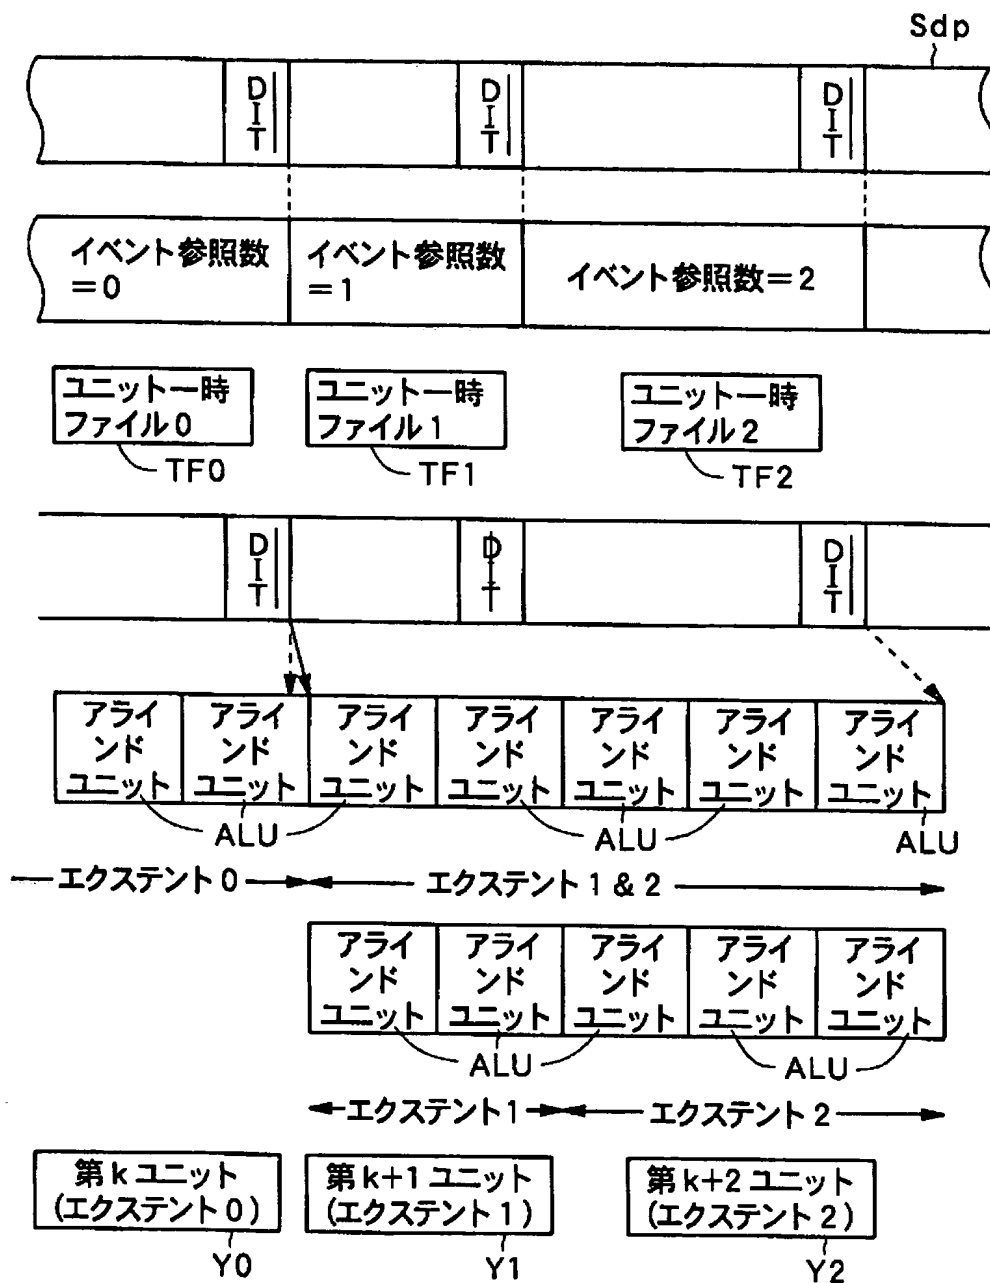 Sdp
DIT
DIT
DIT
イベント参照数
=0
イベント参照数
=1
イベント参照数=2
ユニット一時
ファイル0
ユニット一時
ファイル1
ユニット一時
ファイル2
TF0
TF1
TF2
DIT
DIT
DIT
アライ
ンド
ユニット
アライ
ンド
ユニット
アライ
ンド
ユニット
アライ
ンド
ユニット
アライ
ンド
ユニット
アライ
ンド
ユニット
アライ
ンド
ユニット
ALU
ALU
ALU
エクステント0
エクステント1&2
アライ
ンド
ユニット
アライ
ンド
ユニット
アライ
ンド
ユニット
アライ
ンド
ユニット
アライ
ンド
ユニット
ALU
ALU
エクステント1
エクステント2
第kユニット
(エクステント0)
第k+1ユニット
(エクステント1)
第k+2ユニット
(エクステント2)
Y0
Y1
Y2